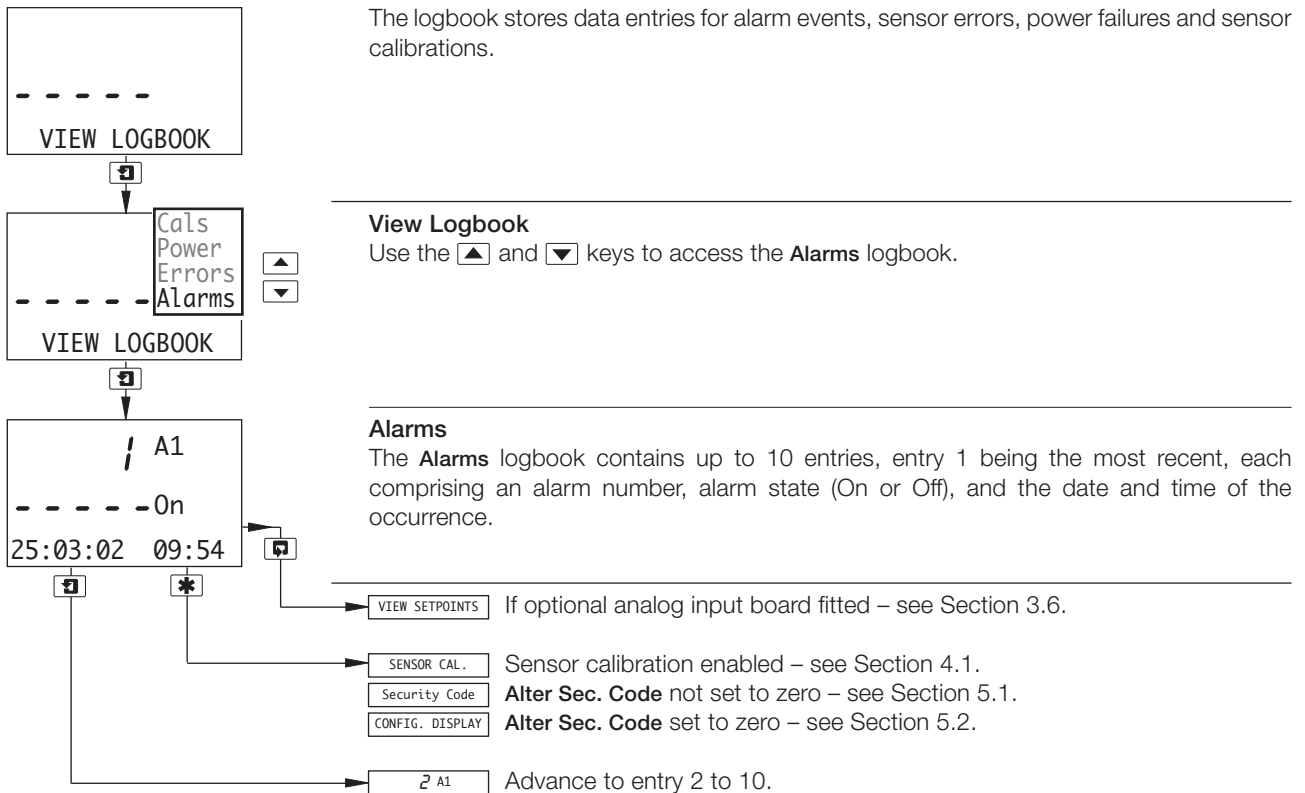 The logbook stores data entries for alarm events, sensor errors, power failures and sensor
calibrations.
- - - - -
VIEW LOGBOOK
View Logbook
Use the ▲ and ▼ keys to access the Alarms logbook.
Cals
Power
Errors
- - - - - Alarms
VIEW LOGBOOK
Alarms
The Alarms logbook contains up to 10 entries, entry 1 being the most recent, each
comprising an alarm number, alarm state (On or Off), and the date and time of the
occurrence.
1 A1
- - - - - On
25:03:02 09:54
VIEW SETPOINTS If optional analog input board fitted – see Section 3.6.
SENSOR CAL. Sensor calibration enabled – see Section 4.1.
Security Code Alter Sec. Code not set to zero – see Section 5.1.
CONFIG. DISPLAY Alter Sec. Code set to zero – see Section 5.2.
2 A1 Advance to entry 2 to 10.